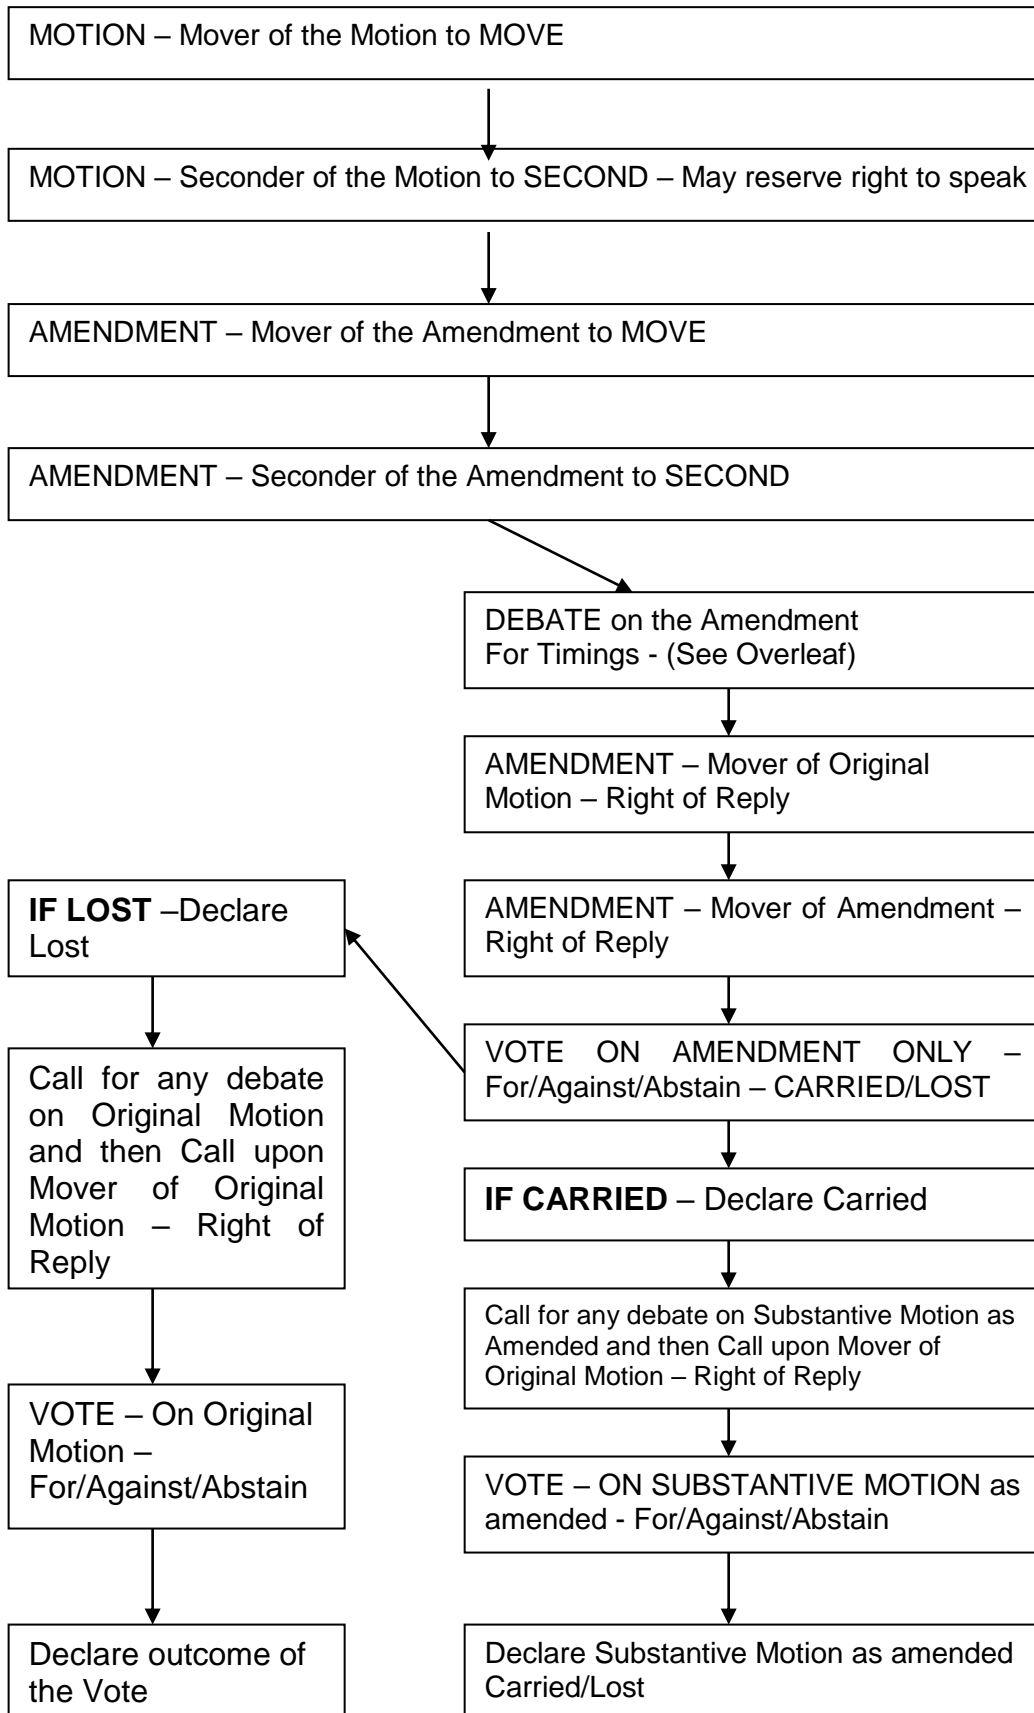 MOTION – Mover of the Motion to MOVE
MOTION – Seconder of the Motion to SECOND – May reserve right to speak
AMENDMENT – Mover of the Amendment to MOVE
AMENDMENT – Seconder of the Amendment to SECOND
DEBATE on the Amendment
For Timings - (See Overleaf)
AMENDMENT – Mover of Original
Motion – Right of Reply
AMENDMENT – Mover of Amendment –
Right of Reply
VOTE ON AMENDMENT ONLY –
For/Against/Abstain – CARRIED/LOST
IF LOST –Declare
Lost
Call for any debate
on Original Motion
and then Call upon
Mover of Original
Motion – Right of
Reply
VOTE – On Original
Motion –
For/Against/Abstain
Declare outcome of
the Vote
IF CARRIED – Declare Carried
Call for any debate on Substantive Motion as
Amended and then Call upon Mover of
Original Motion – Right of Reply
VOTE – ON SUBSTANTIVE MOTION as
amended - For/Against/Abstain
Declare Substantive Motion as amended
Carried/Lost